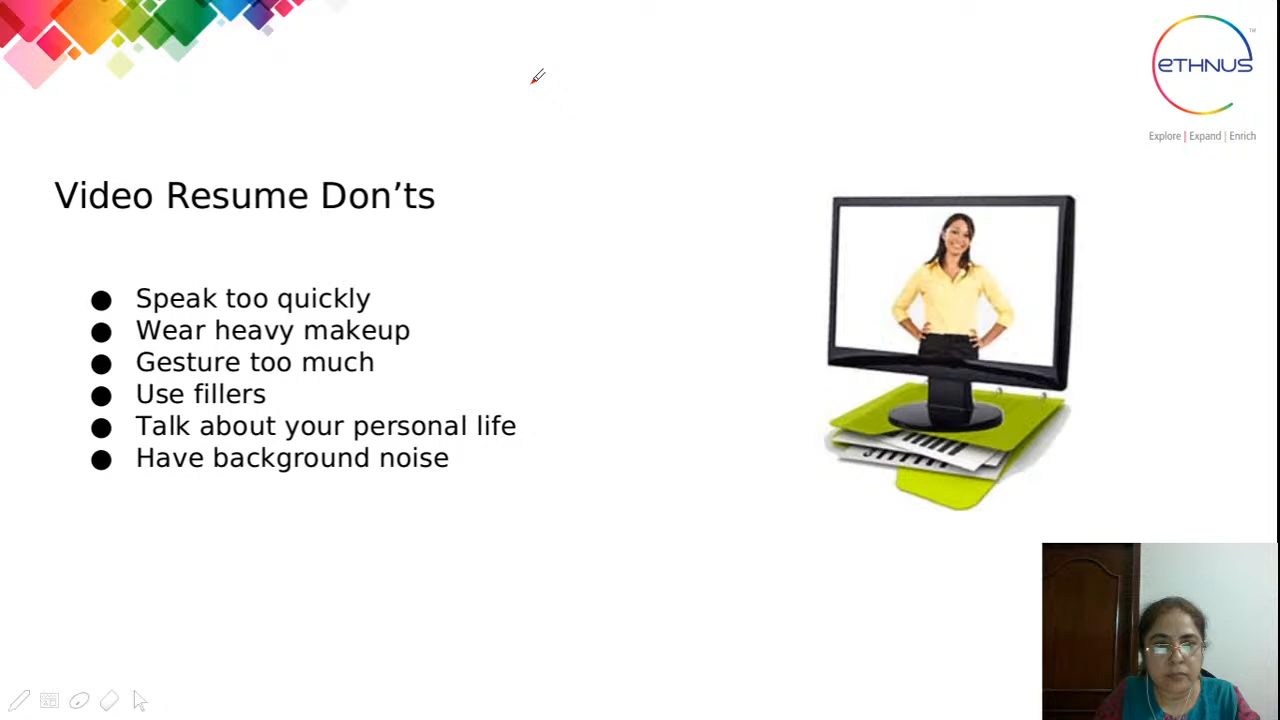 ETHNUS
TM
Explore | Expand | Enrich
Video Resume Don’ts
● Speak too quickly
● Wear heavy makeup
● Gesture too much
● Use fillers
● Talk about your personal life
● Have background noise